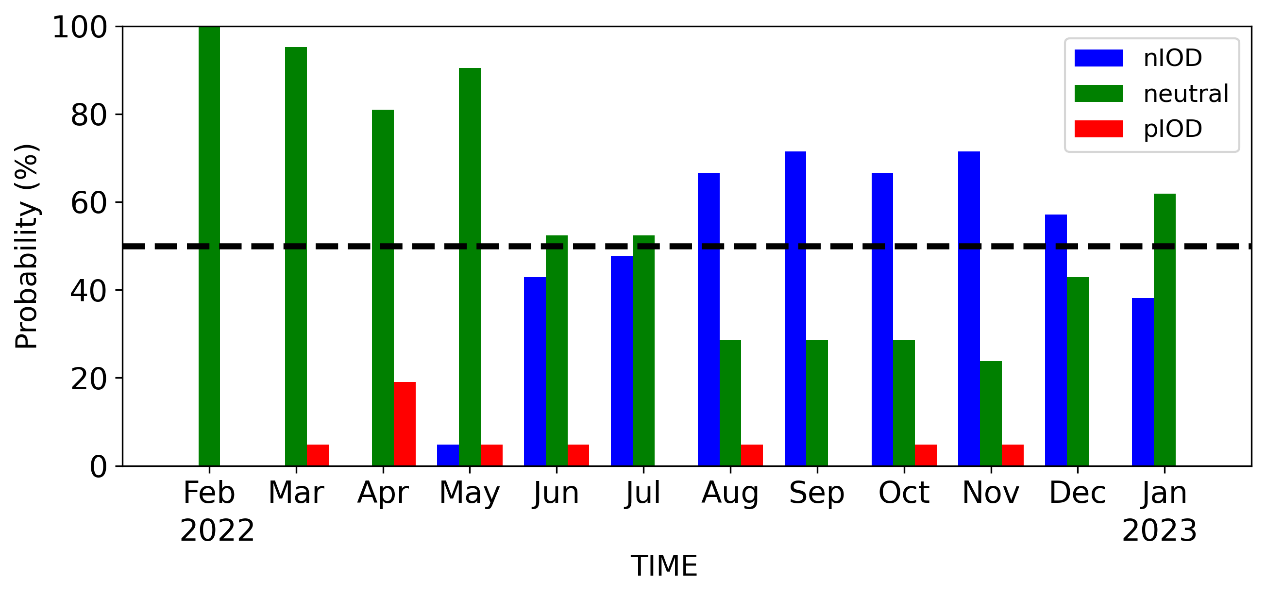 100
80
60
40
20
0
Probability (%)
nIOD
neutral
pIOD
Feb Mar Apr May Jun Jul Aug Sep Oct Nov Dec Jan
2022 2023
TIME